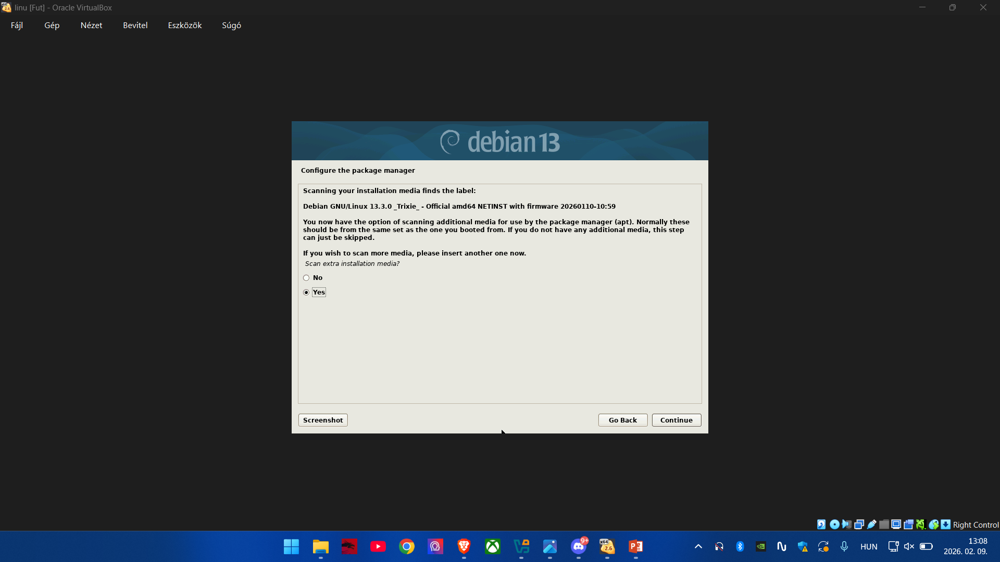 linu [Fut] - Oracle VirtualBox
Fájl Gép Nézet Bevitel Eszközök Súgó
debian 13
Configure the package manager
Scanning your installation media finds the label:
Debian GNU/Linux 13.3.0 _Trixie_ - Official amd64 NETINST with firmware 20260110-10:59
You now have the option of scanning additional media for use by the package manager (apt). Normally these
should be from the same set as the one you booted from. If you do not have any additional media, this step
can just be skipped.
If you wish to scan more media, please insert another one now.
Scan extra installation media?
No
Yes
Screenshot Go Back Continue
Right Control
9+
x64
2.6
HUN
13:08
2026. 02. 09.